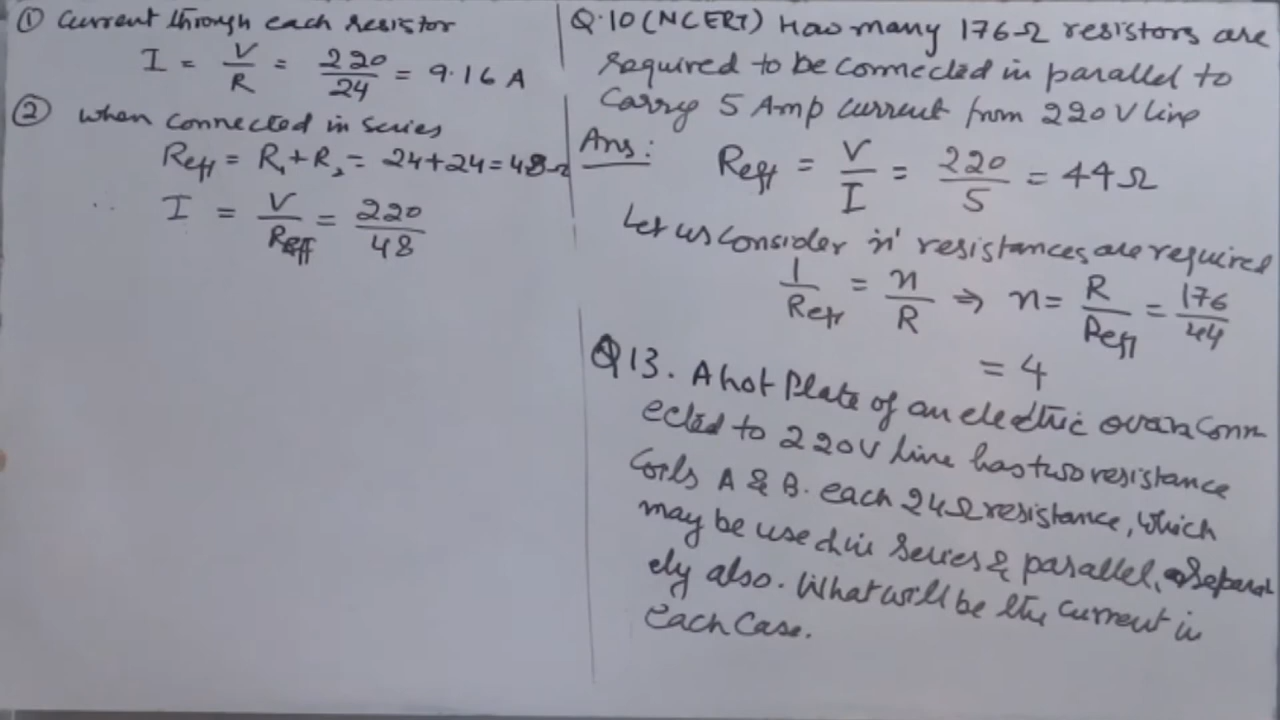 ① Current through each resistor
I = V/R = 220/24 = 9.16 A
② When connected in series
Reff = R₁ + R₂ = 24+24 = 48Ω
∴ I = V/Reff = 220/48
Q.10 (NCERT) How many 176Ω resistors are
required to be connected in parallel to
carry 5 Amp current from 220 V line
Ans:
Reff = V/I = 220/5 = 44Ω
Let us consider 'n' resistances are required
1/Reff = n/R ⇒ n = R/Reff = 176/44
= 4
Q13. A hot Plate of an electric oven conn
ected to 220V line has two resistance
Coils A & B. each 24Ω resistance, which
may be used in series & parallel, separat
ely also. What will be the current in
each case.